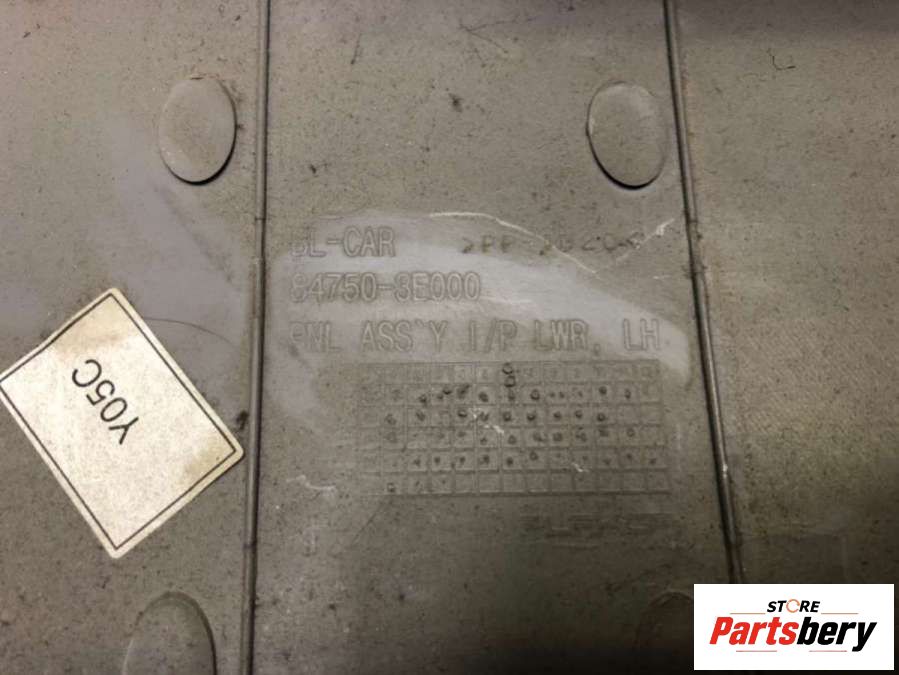 BL-CAR
84750-3E000
PNL ASS'Y I/P LWR, LH
Y05C
STORE
Partsbery